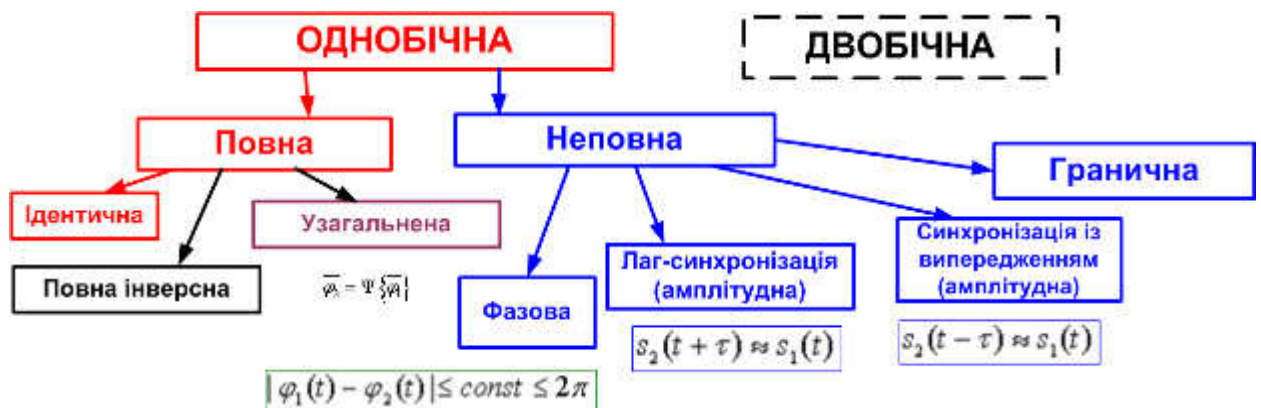 ОДНОБІЧНА
ДВОБІЧНА
Повна
Неповна
Гранична
Ідентична
Узагальнена
Повна інверсна
Фазова
Лаг-синхронізація
(амплітудна)
Синхронізація із
випередженням
(амплітудна)
s₂(t + τ) ≈ s₁(t)
s₂(t − τ) ≈ s₁(t)
| φ₁(t) − φ₂(t) |≤ const ≤ 2π